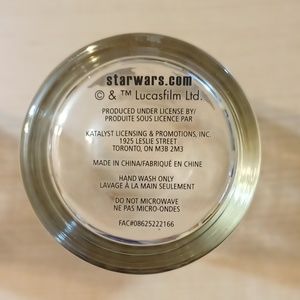 starwars.com
© & ™ Lucasfilm Ltd.
PRODUCED UNDER LICENSE BY/
PRODUITE SOUS LICENCE PAR
KATALYST LICENSING & PROMOTIONS, INC.
1925 LESLIE STREET
TORONTO, ON M3B 2M3
MADE IN CHINA/FABRIQUÉ EN CHINE
HAND WASH ONLY
LAVAGE À LA MAIN SEULEMENT
DO NOT MICROWAVE
NE PAS MICRO-ONDES
FAC#08625222166